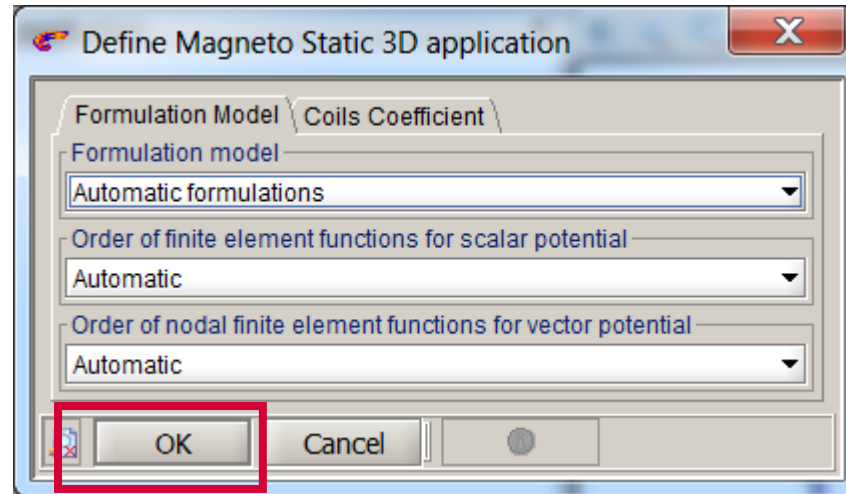 Define Magneto Static 3D application
X
Formulation Model Coils Coefficient
Formulation model
Automatic formulations
Order of finite element functions for scalar potential
Automatic
Order of nodal finite element functions for vector potential
Automatic
OK Cancel